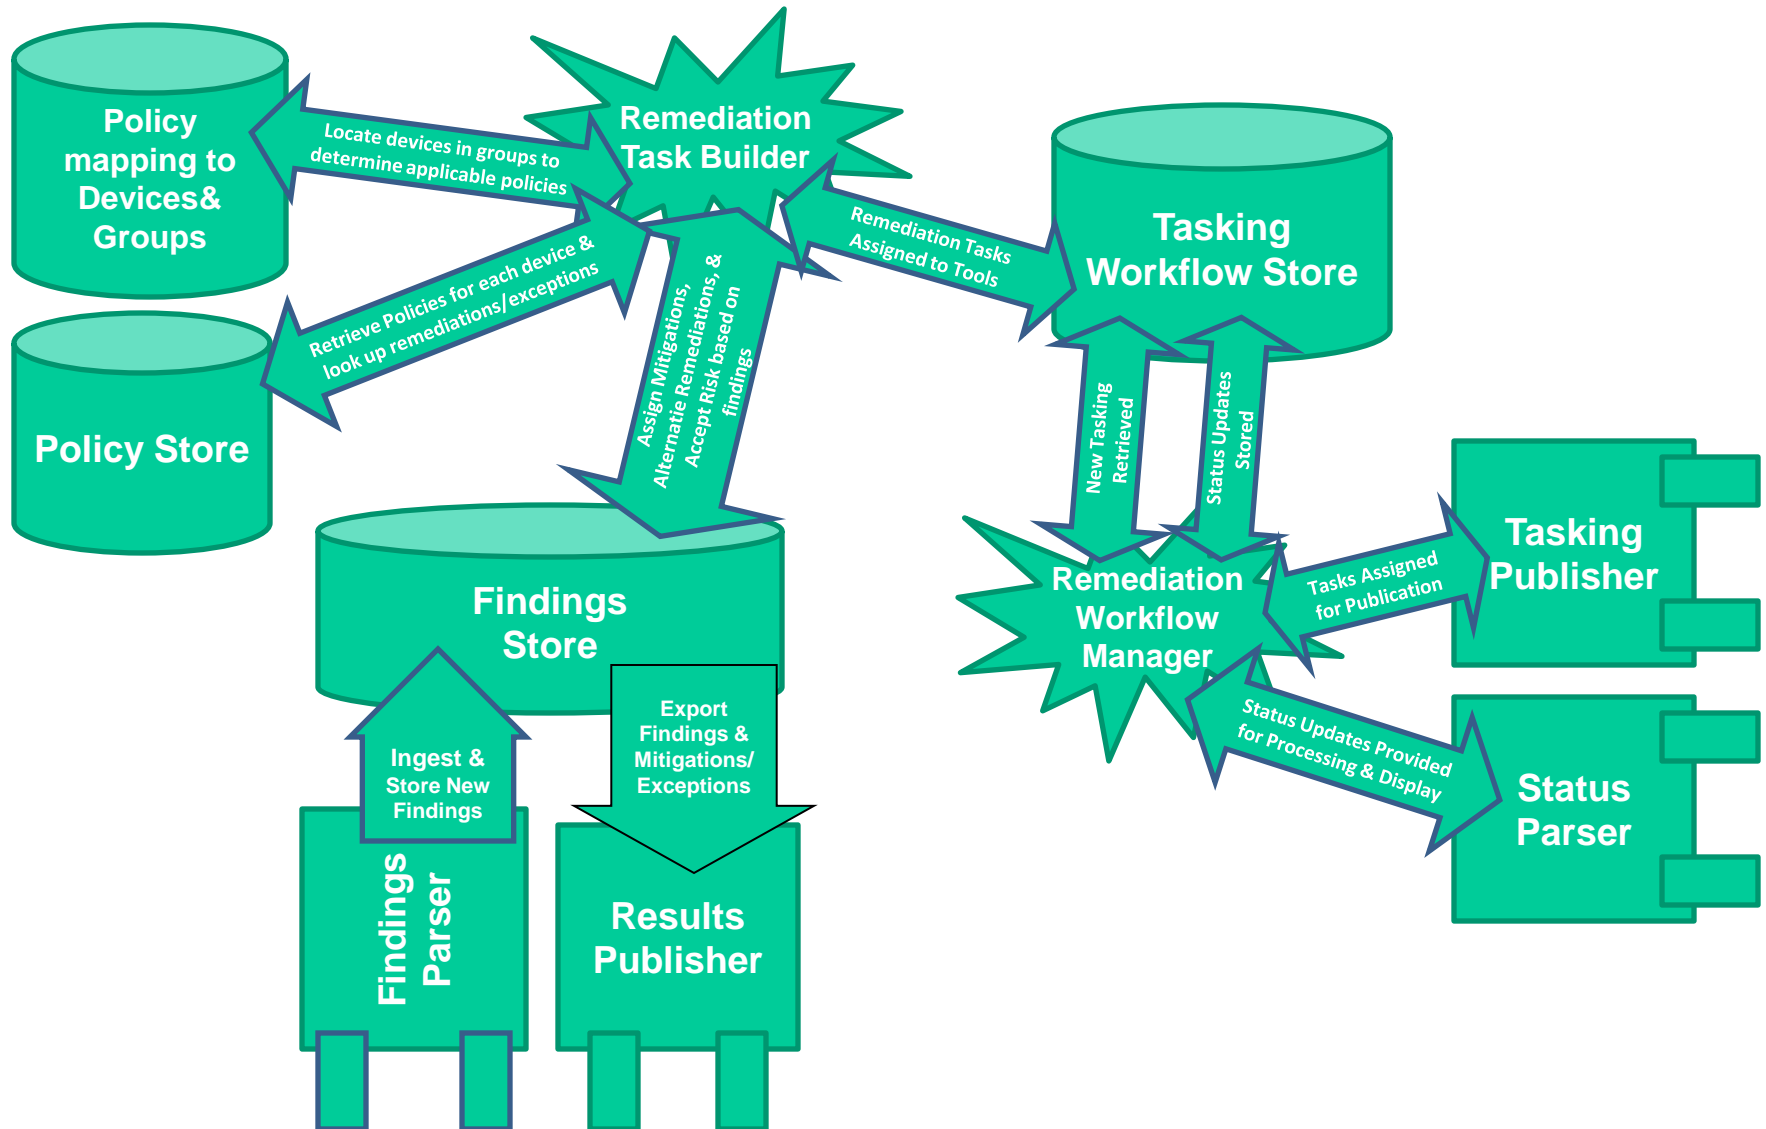 Policy
mapping to
Devices&
Groups
Locate devices in groups to
determine applicable policies
Remediation
Task Builder
Retrieve Policies for each device &
look up remediations/exceptions
Policy Store
Assign Mitigations,
Alternatie Remediations, &
Accept Risk based on
findings
Remediation Tasks
Assigned to Tools
Tasking
Workflow Store
New Tasking
Retrieved
Status Updates
Stored
Remediation
Workflow
Manager
Tasks Assigned
for Publication
Tasking
Publisher
Status Updates Provided
for Processing & Display
Status
Parser
Findings
Store
Ingest &
Store New
Findings
Export
Findings &
Mitigations/
Exceptions
Findings
Parser
Results
Publisher